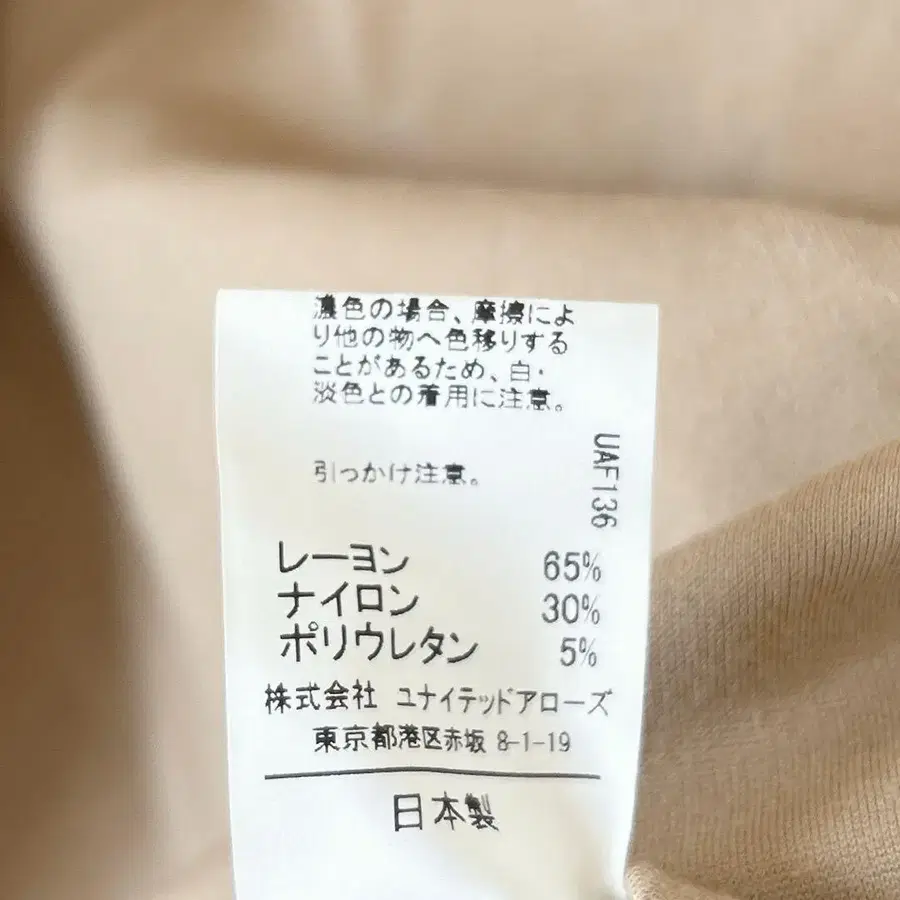 濃色の場合、摩擦によ
り他の物へ色移りする
ことがあるため、白・
淡色との着用に注意。
引っかけ注意。
UAF136
レーヨン 65%
ナイロン 30%
ポリウレタン 5%
株式会社 ユナイテッドアローズ
東京都港区赤坂 8-1-19
日本製